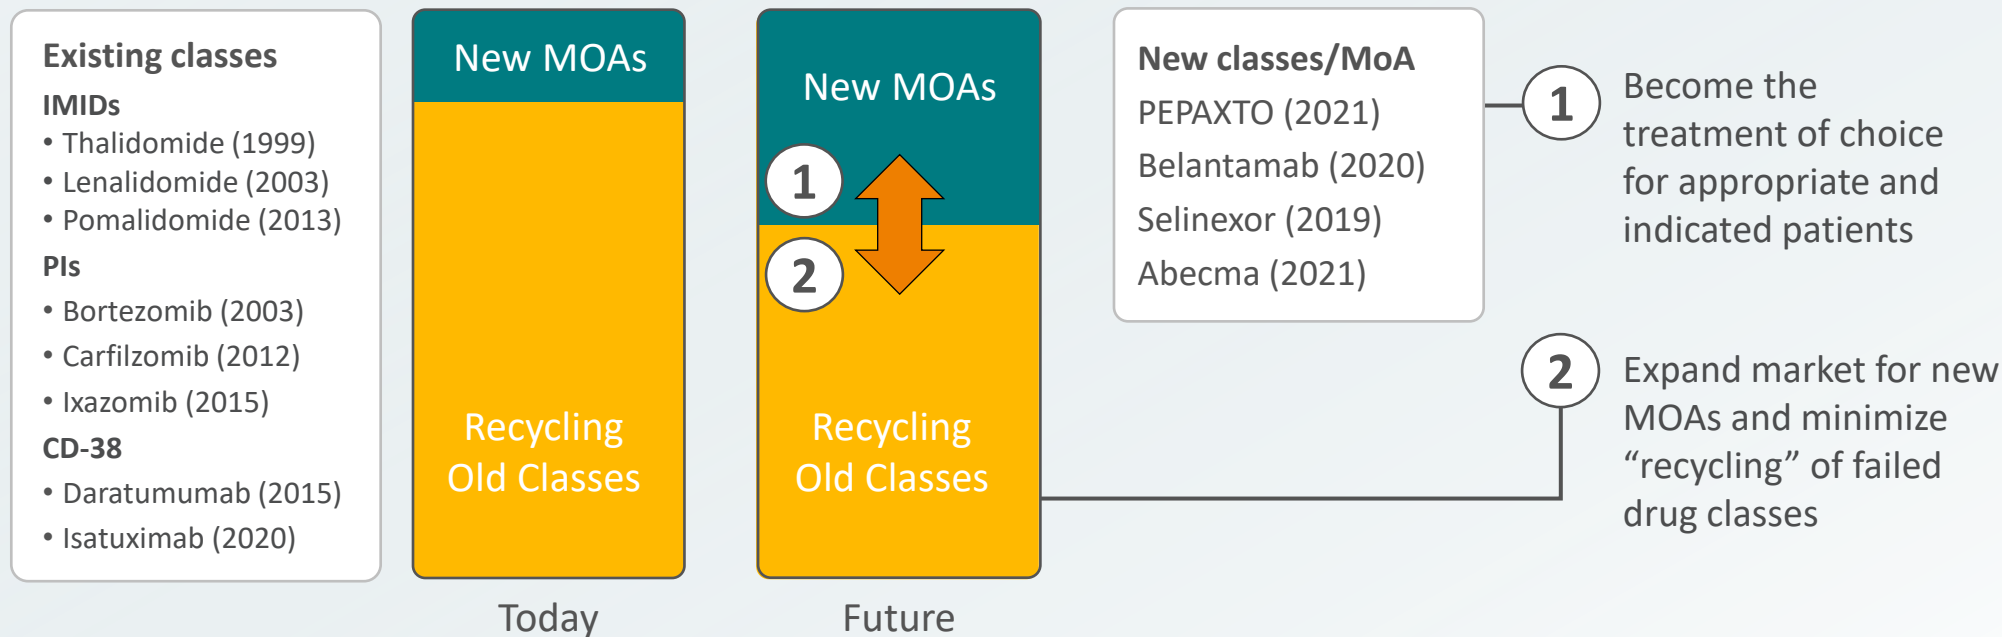 Existing classes
IMIDs
• Thalidomide (1999)
• Lenalidomide (2003)
• Pomalidomide (2013)
PIs
• Bortezomib (2003)
• Carfilzomib (2012)
• Ixazomib (2015)
CD-38
• Daratumumab (2015)
• Isatuximab (2020)
New MOAs
Recycling
Old Classes
Today
New MOAs
1
2
Recycling
Old Classes
Future
New classes/MoA
PEPAXTO (2021)
Belantamab (2020)
Selinexor (2019)
Abecma (2021)
1
Become the
treatment of choice
for appropriate and
indicated patients
2
Expand market for new
MOAs and minimize
“recycling” of failed
drug classes